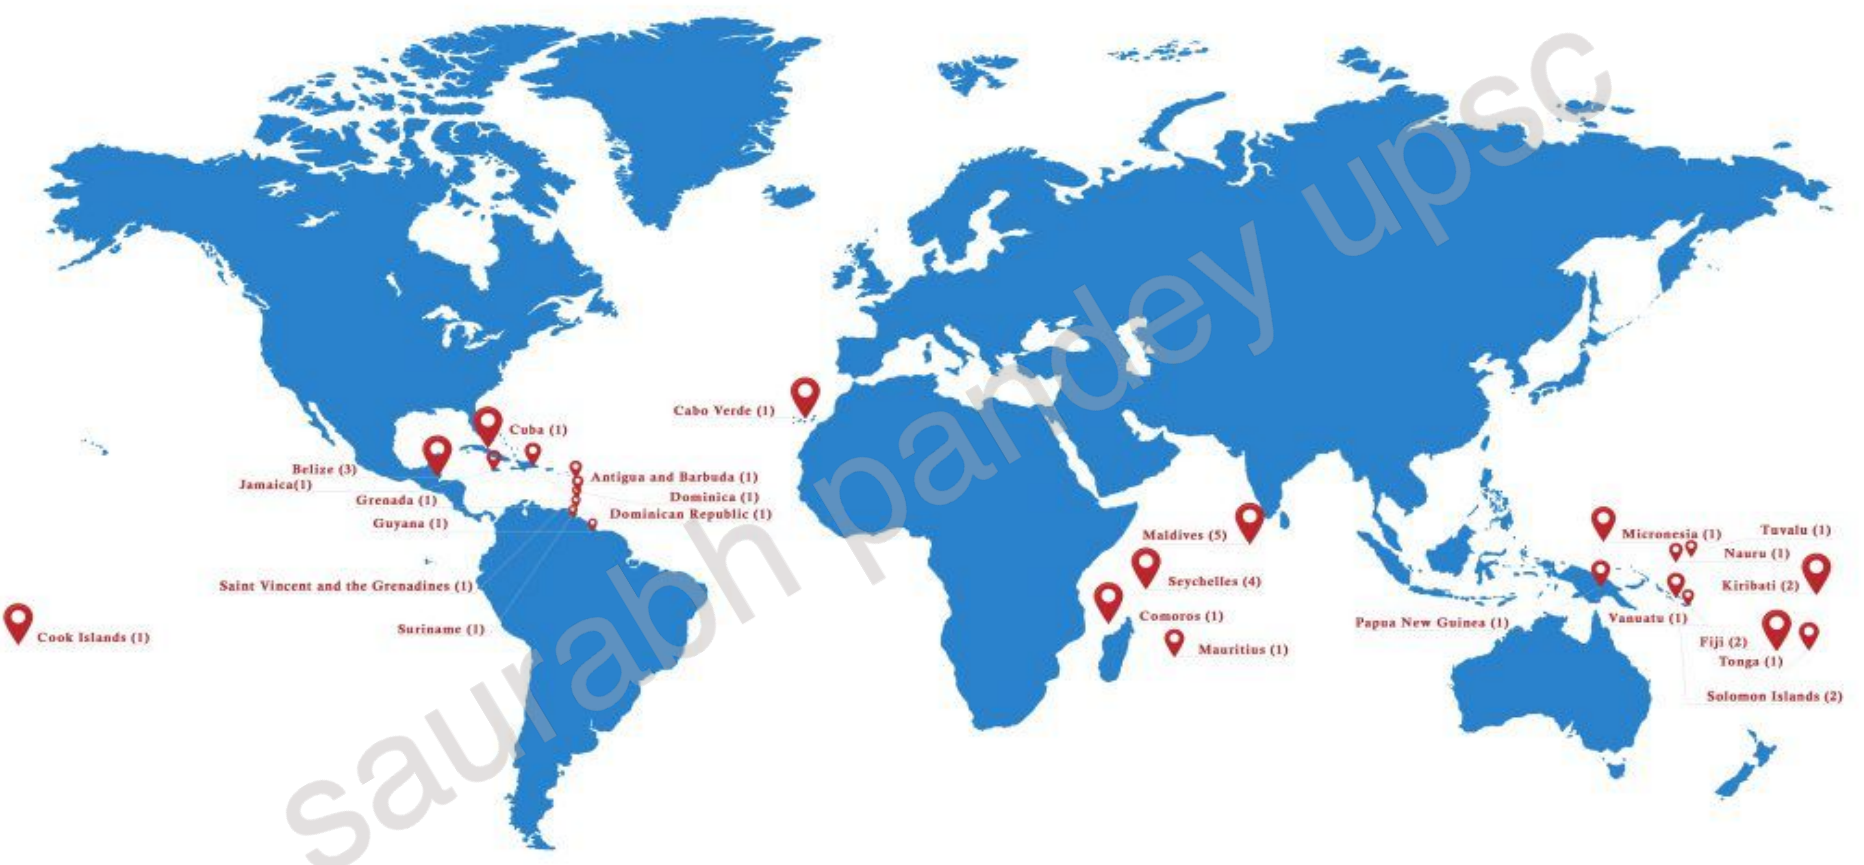 saurabh pandey upsc
Cabo Verde (1)
Cuba (1)
Belize (3)
Jamaica(1)
Antigua and Barbuda (1)
Grenada (1)
Dominica (1)
Guyana (1)
Dominican Republic (1)
Saint Vincent and the Grenadines (1)
Suriname (1)
Cook Islands (1)
Maldives (5)
Seychelles (4)
Comoros (1)
Mauritius (1)
Micronesia (1)
Tuvalu (1)
Nauru (1)
Kiribati (2)
Papua New Guinea (1)
Vanuatu (1)
Fiji (2)
Tonga (1)
Solomon Islands (2)